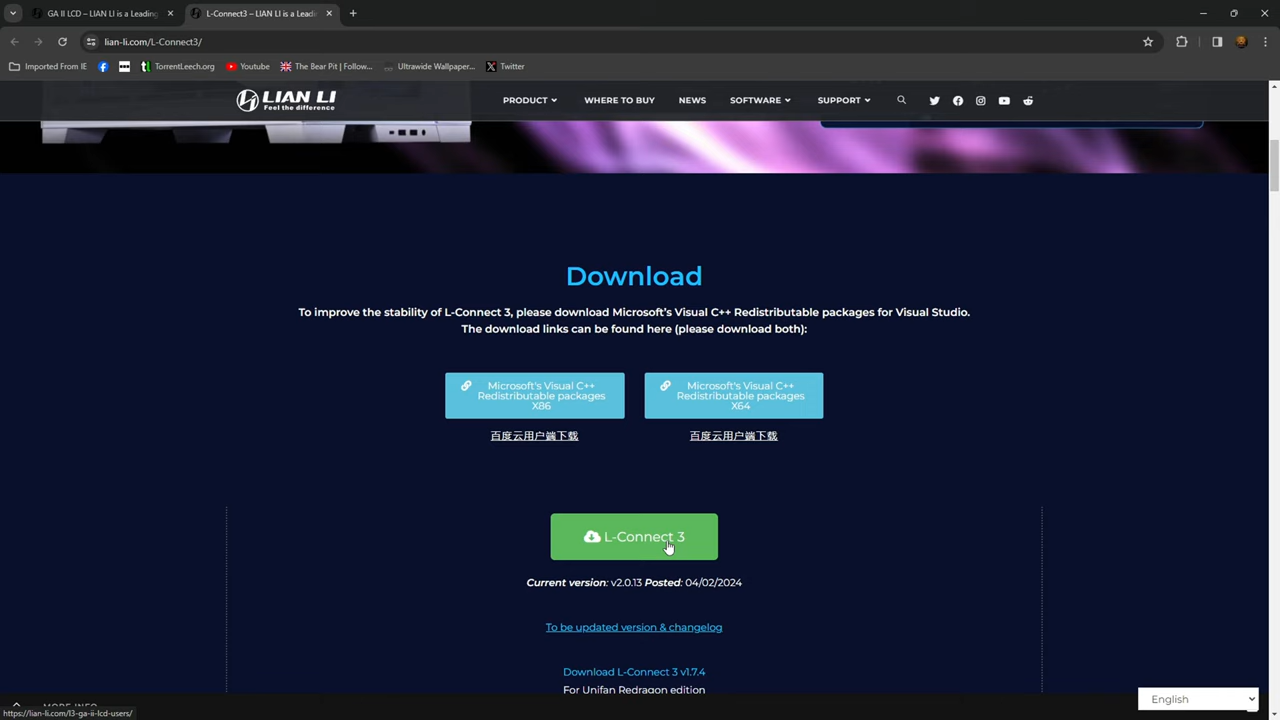 GA II LCD – LIAN LI is a Leading
L-Connect3 – LIAN LI is a Leadi
lian-li.com/L-Connect3/
Imported From IE
TorrentLeech.org
Youtube
The Bear Pit | Follow...
Ultrawide Wallpaper...
Twitter
LIAN LI
Feel the difference
PRODUCT
WHERE TO BUY
NEWS
SOFTWARE
SUPPORT
Download
To improve the stability of L-Connect 3, please download Microsoft's Visual C++ Redistributable packages for Visual Studio.
The download links can be found here (please download both):
Microsoft's Visual C++
Redistributable packages
X86
Microsoft's Visual C++
Redistributable packages
X64
百度云用户端下载
百度云用户端下载
L-Connect 3
Current version: v2.0.13 Posted: 04/02/2024
To be updated version & changelog
Download L-Connect 3 v1.7.4
For Unifan Redragon edition
English
https://lian-li.com/l3-ga-ii-lcd-users/